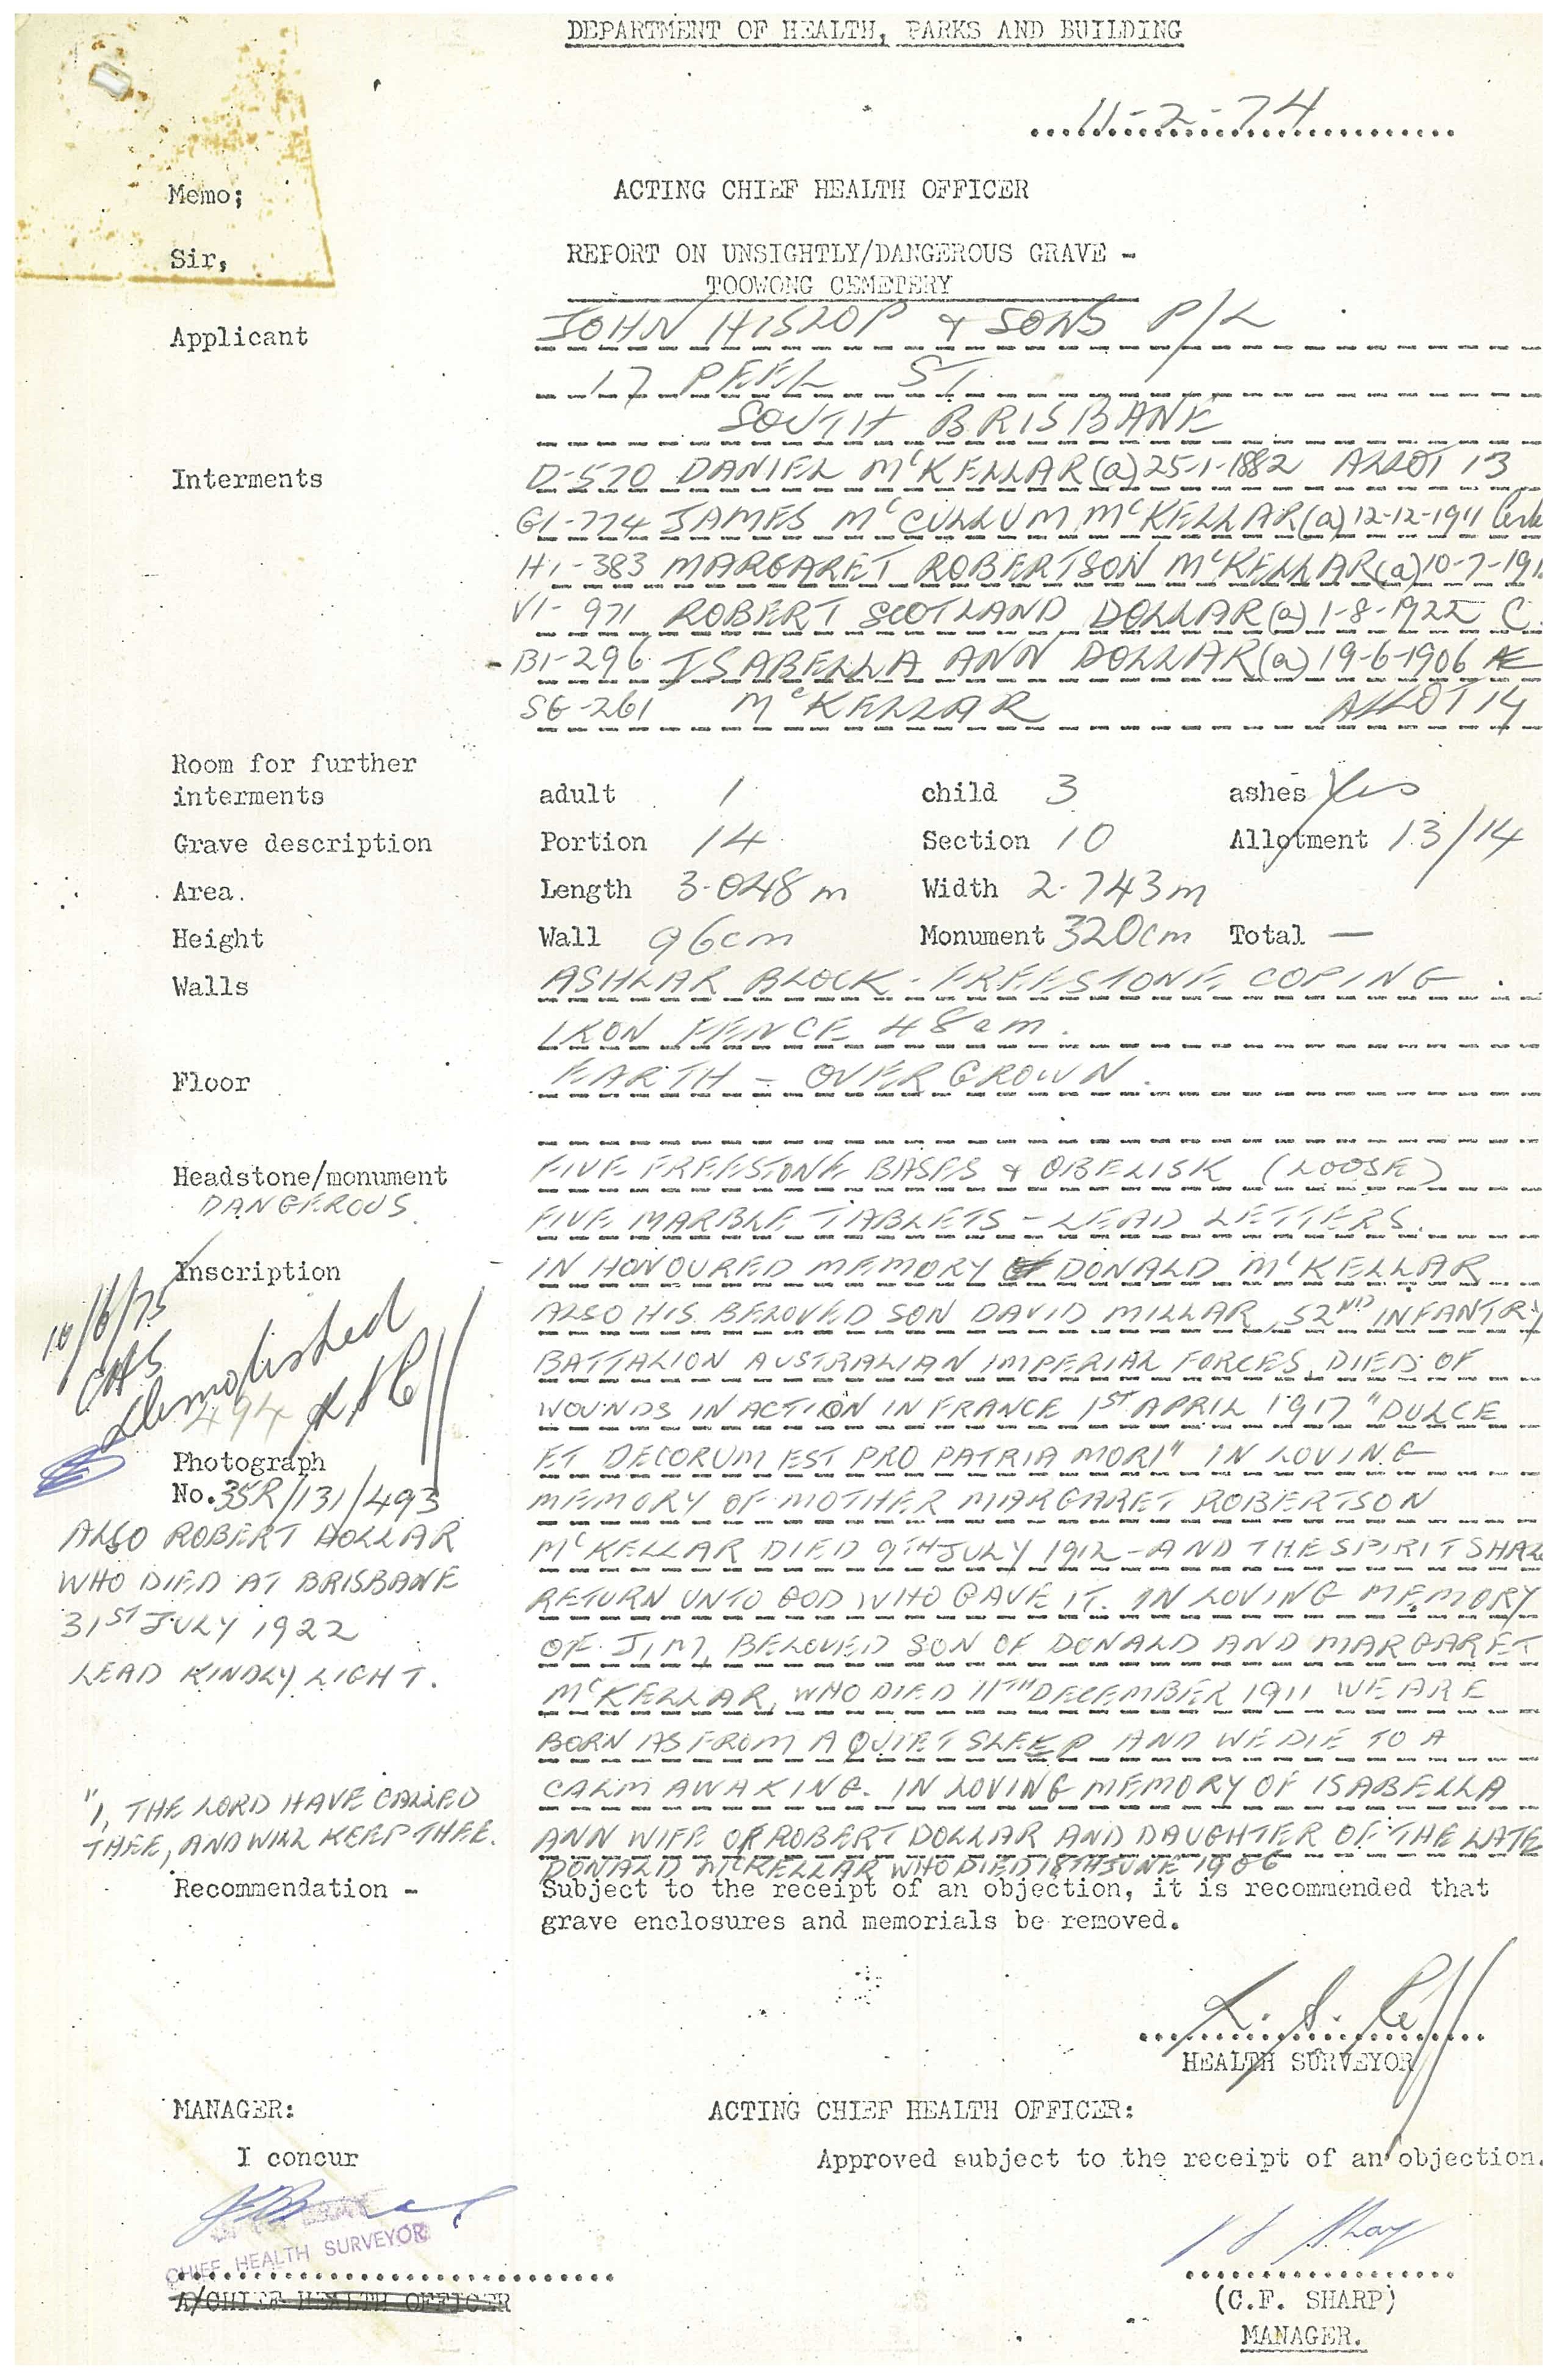 DEPARTMENT OF HEALTH, PARKS AND BUILDING
11-2-74
Memo;
ACTING CHIEF HEALTH OFFICER
Sir,
REPORT ON UNSIGHTLY/DANGEROUS GRAVE -
TOOWONG CEMETERY
Applicant JOHN HISLOP & SONS P/L
17 PEEL ST.
SOUTH BRISBANE
Interments D-570 DANIEL McKELLAR (a) 25-1-1882 ALLOT 13
G1-774 JAMES McCULLUM McKELLAR (a) 12-12-1911
H1-383 MARGARET ROBERTSON McKELLAR (a) 10-7-191
V1-971 ROBERT SCOTLAND DOLLAR (a) 1-8-1922 C.
B1-296 ISABELLA ANN DOLLAR (a) 19-6-1906
SG-261 McKELLAR ALLOT 14
Room for further
interments adult 1 child 3 ashes Yes
Grave description Portion 14 Section 10 Allotment 13/14
Area. Length 3.048m Width 2.743m
Height Wall 96cm Monument 320cm Total —
Walls ASHLAR BLOCK - FREESTONE COPING
IRON FENCE 48cm.
Floor EARTH - OVERGROWN.
Headstone/monument FIVE FREESTONE BASES & OBELISK (LOOSE)
DANGEROUS FIVE MARBLE TABLETS - LEAD LETTERS.
Inscription IN HONOURED MEMORY OF DONALD McKELLAR
ALSO HIS BELOVED SON DAVID MILLAR, 52ND INFANTRY
BATTALION AUSTRALIAN IMPERIAL FORCES, DIED OF
WOUNDS IN ACTION IN FRANCE 1ST APRIL 1917 "DULCE
ET DECORUM EST PRO PATRIA MORI" IN LOVING
MEMORY OF MOTHER MARGARET ROBERTSON
McKELLAR DIED 9TH JULY 1912 - AND THE SPIRIT SHAL
RETURN UNTO GOD WHO GAVE IT. IN LOVING MEMORY
OF JIM, BELOVED SON OF DONALD AND MARGARET
McKELLAR, WHO DIED 11TH DECEMBER 1911 WE ARE
BORN AS FROM A QUIET SLEEP AND WE DIE TO A
CALM AWAKING. IN LOVING MEMORY OF ISABELLA
ANN WIFE OF ROBERT DOLLAR AND DAUGHTER OF THE LATE
DONALD McKELLAR WHO DIED 18TH JUNE 1906
10/6/75
CHS
Demolished
494
Photograph
No. 35R/131/493
ALSO ROBERT DOLLAR
WHO DIED AT BRISBANE
31ST JULY 1922
LEAD KINDLY LIGHT.
"I, THE LORD HAVE CALLED
THEE, AND WILL KEEP THEE.
Recommendation - Subject to the receipt of an objection, it is recommended that
grave enclosures and memorials be removed.
HEALTH SURVEYOR
MANAGER: ACTING CHIEF HEALTH OFFICER:
I concur Approved subject to the receipt of an objection.
CHIEF HEALTH SURVEYOR
A/CHIEF HEALTH OFFICER
(C.F. SHARP)
MANAGER.